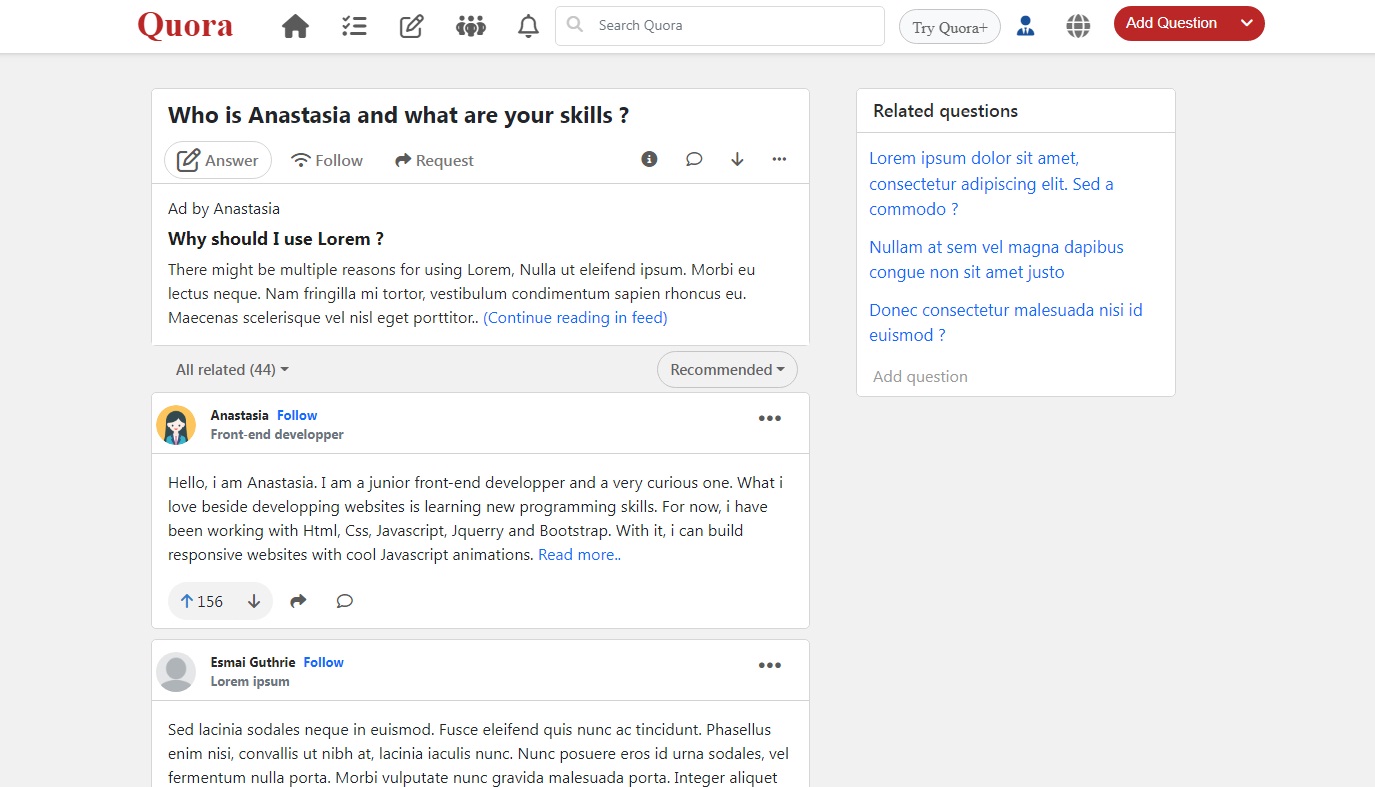 Quora
Search Quora
Try Quora+
Add Question
Who is Anastasia and what are your skills ?
Answer
Follow
Request
Ad by Anastasia
Why should I use Lorem ?
There might be multiple reasons for using Lorem, Nulla ut eleifend ipsum. Morbi eu
lectus neque. Nam fringilla mi tortor, vestibulum condimentum sapien rhoncus eu.
Maecenas scelerisque vel nisl eget porttitor.. (Continue reading in feed)
All related (44)
Recommended
Anastasia Follow
Front-end developper
Hello, i am Anastasia. I am a junior front-end developper and a very curious one. What i
love beside developping websites is learning new programming skills. For now, i have
been working with Html, Css, Javascript, Jquerry and Bootstrap. With it, i can build
responsive websites with cool Javascript animations. Read more..
156
Esmai Guthrie Follow
Lorem ipsum
Sed lacinia sodales neque in euismod. Fusce eleifend quis nunc ac tincidunt. Phasellus
enim nisi, convallis ut nibh at, lacinia iaculis nunc. Nunc posuere eros id urna sodales, vel
fermentum nulla porta. Morbi vulputate nunc gravida malesuada porta. Integer aliquet
Related questions
Lorem ipsum dolor sit amet,
consectetur adipiscing elit. Sed a
commodo ?
Nullam at sem vel magna dapibus
congue non sit amet justo
Donec consectetur malesuada nisi id
euismod ?
Add question